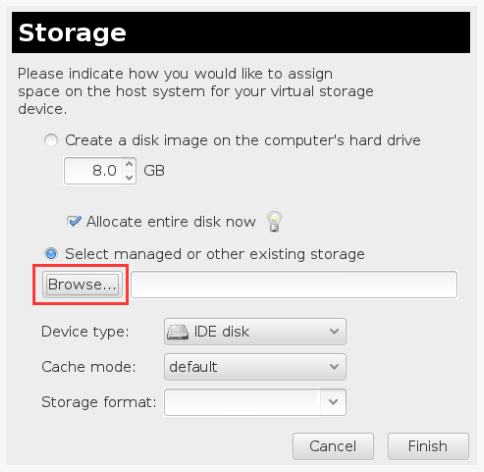 Storage
Please indicate how you would like to assign
space on the host system for your virtual storage
device.
Create a disk image on the computer's hard drive
8.0 GB
Allocate entire disk now
Select managed or other existing storage
Browse...
Device type: IDE disk
Cache mode: default
Storage format:
Cancel Finish